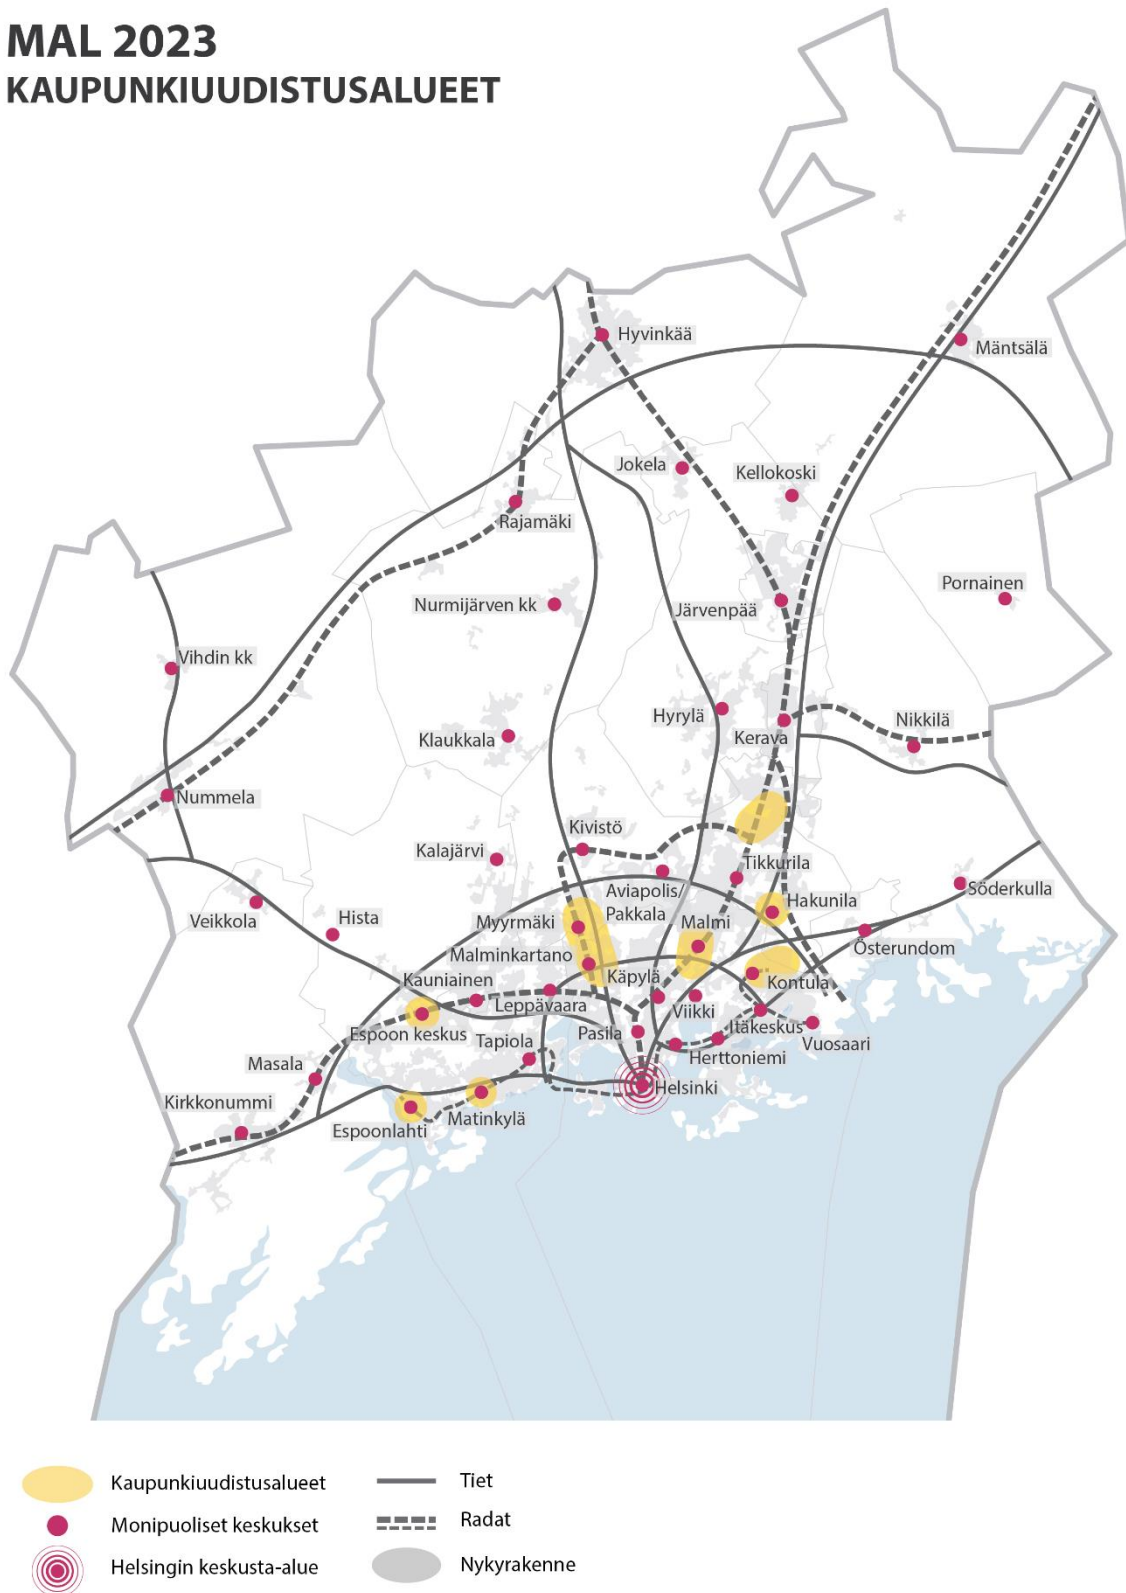 MAL 2023
KAUPUNKIUUDISTUSALUEET
Hyvinkää
Mäntsälä
Jokela
Kellokoski
Rajamäki
Pornainen
Nurmijärven kk
Järvenpää
Vihdin kk
Hyrylä
Nikkilä
Klaukkala
Kerava
Nummela
Kivistö
Kalajärvi
Tikkurila
Aviapolis/
Pakkala
Hakunila
Söderkulla
Veikkola
Hista
Myyrmäki
Malmi
Östersundom
Malminkartano
Käpylä
Kontula
Kauniainen
Leppävaara
Viikki
Itäkeskus
Espoon keskus
Pasila
Vuosaari
Tapiola
Herttoniemi
Masala
Helsinki
Kirkkonummi
Matinkylä
Espoonlahti
Kaupunkiuudistusalueet
Tiet
Monipuoliset keskukset
Radat
Helsingin keskusta-alue
Nykyrakenne